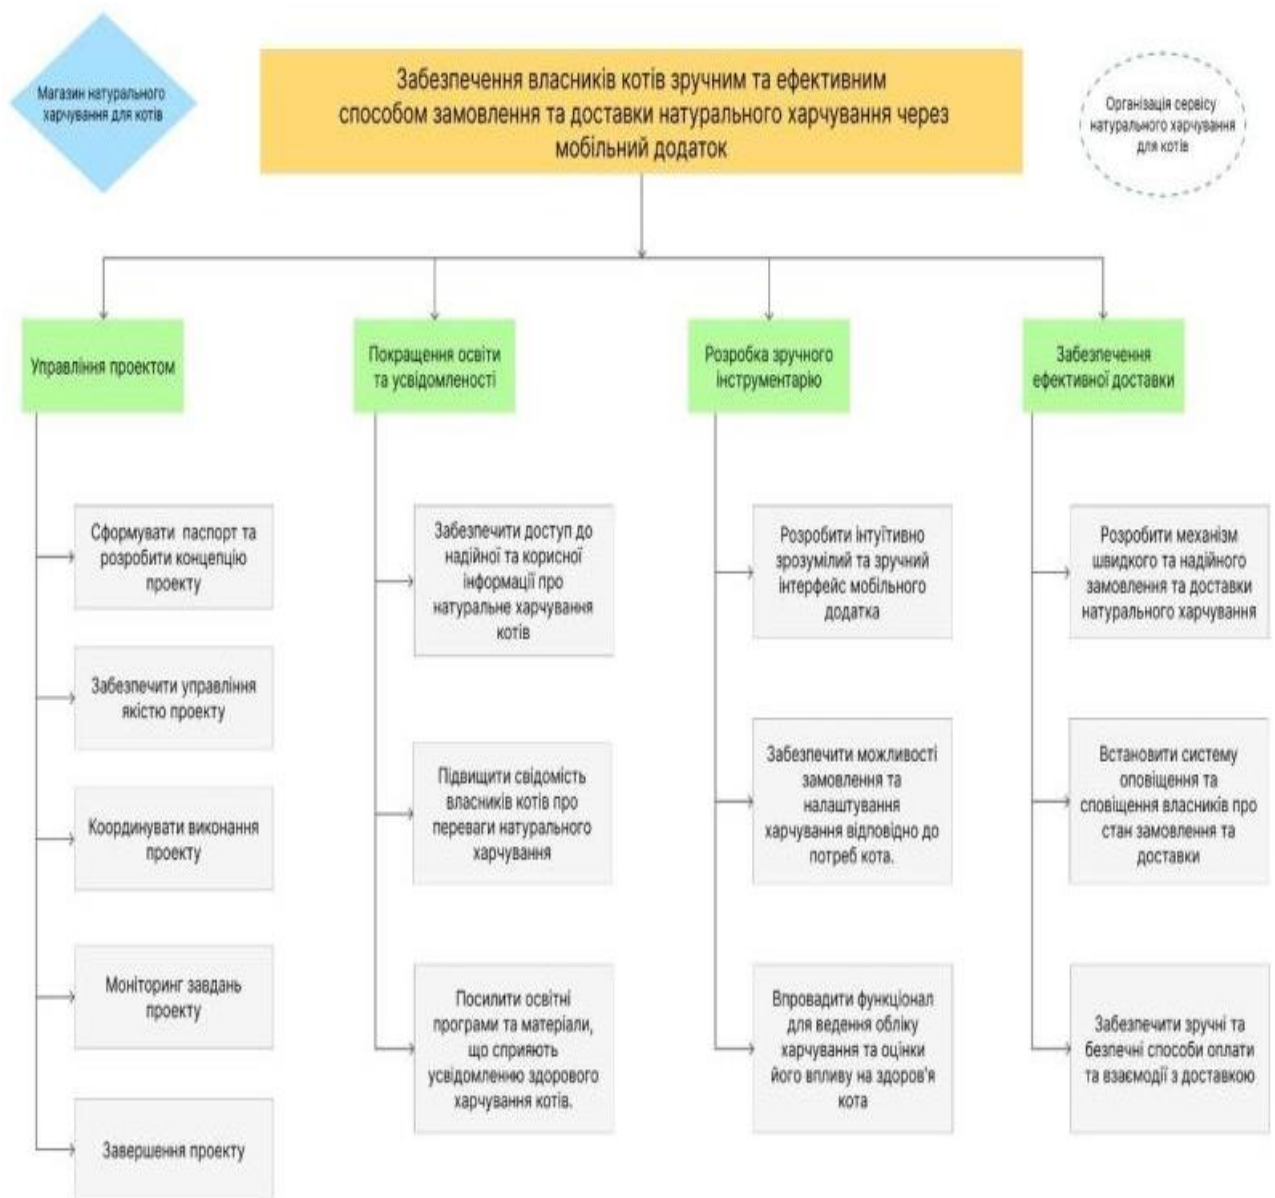 Магазин натурального
харчування для котів
Забезпечення власників котів зручним та ефективним
способом замовлення та доставки натурального харчування через
мобільний додаток
Організація сервісу
натурального харчування
для котів
Управління проектом
Сформувати паспорт та
розробити концепцію
проекту
Забезпечити управління
якістю проекту
Координувати виконання
проекту
Моніторинг завдань
проекту
Завершення проекту
Покращення освіти
та усвідомленості
Забезпечити доступ до
надійної та корисної
інформації про
натуральне харчування
котів
Підвищити свідомість
власників котів про
переваги натурального
харчування
Посилити освітні
програми та матеріали,
що сприяють
усвідомленню здорового
харчування котів.
Розробка зручного
інструментарію
Розробити інтуїтивно
зрозумілий та зручний
інтерфейс мобільного
додатка
Забезпечити можливості
замовлення та
налаштування
харчування відповідно до
потреб кота.
Впровадити функціонал
для ведення обліку
харчування та оцінки
його впливу на здоров'я
кота
Забезпечення
ефективної доставки
Розробити механізм
швидкого та надійного
замовлення та доставки
натурального харчування
Встановити систему
оповіщення та
сповіщення власників про
стан замовлення та
доставки
Забезпечити зручні та
безпечні способи оплати
та взаємодії з доставкою